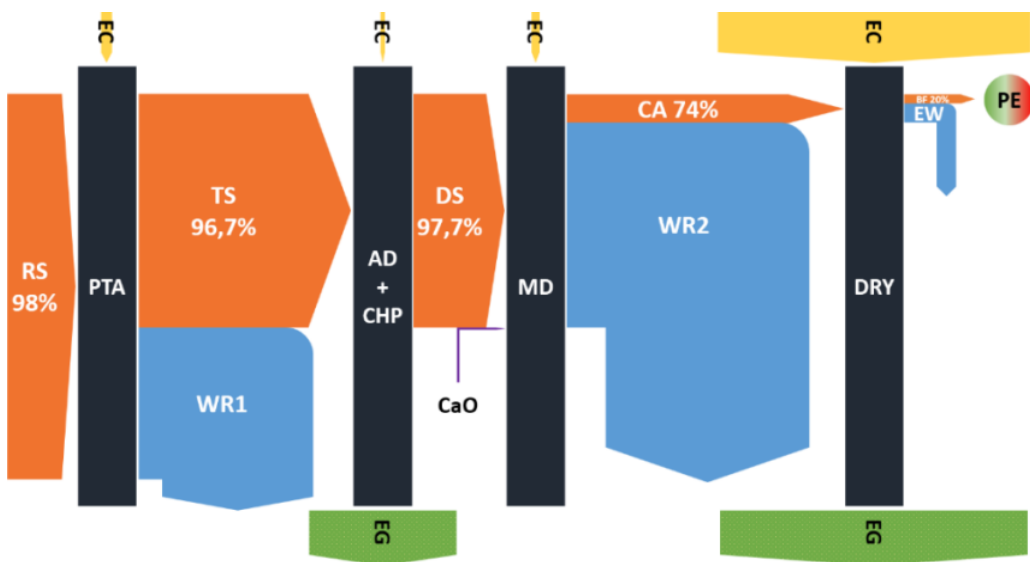 EC
EC
EC
EC
RS
98%
PTA
TS
96,7%
WR1
AD
+
CHP
DS
97,7%
CaO
MD
CA 74%
WR2
DRY
BF 20%
EW
PE
EG
EG